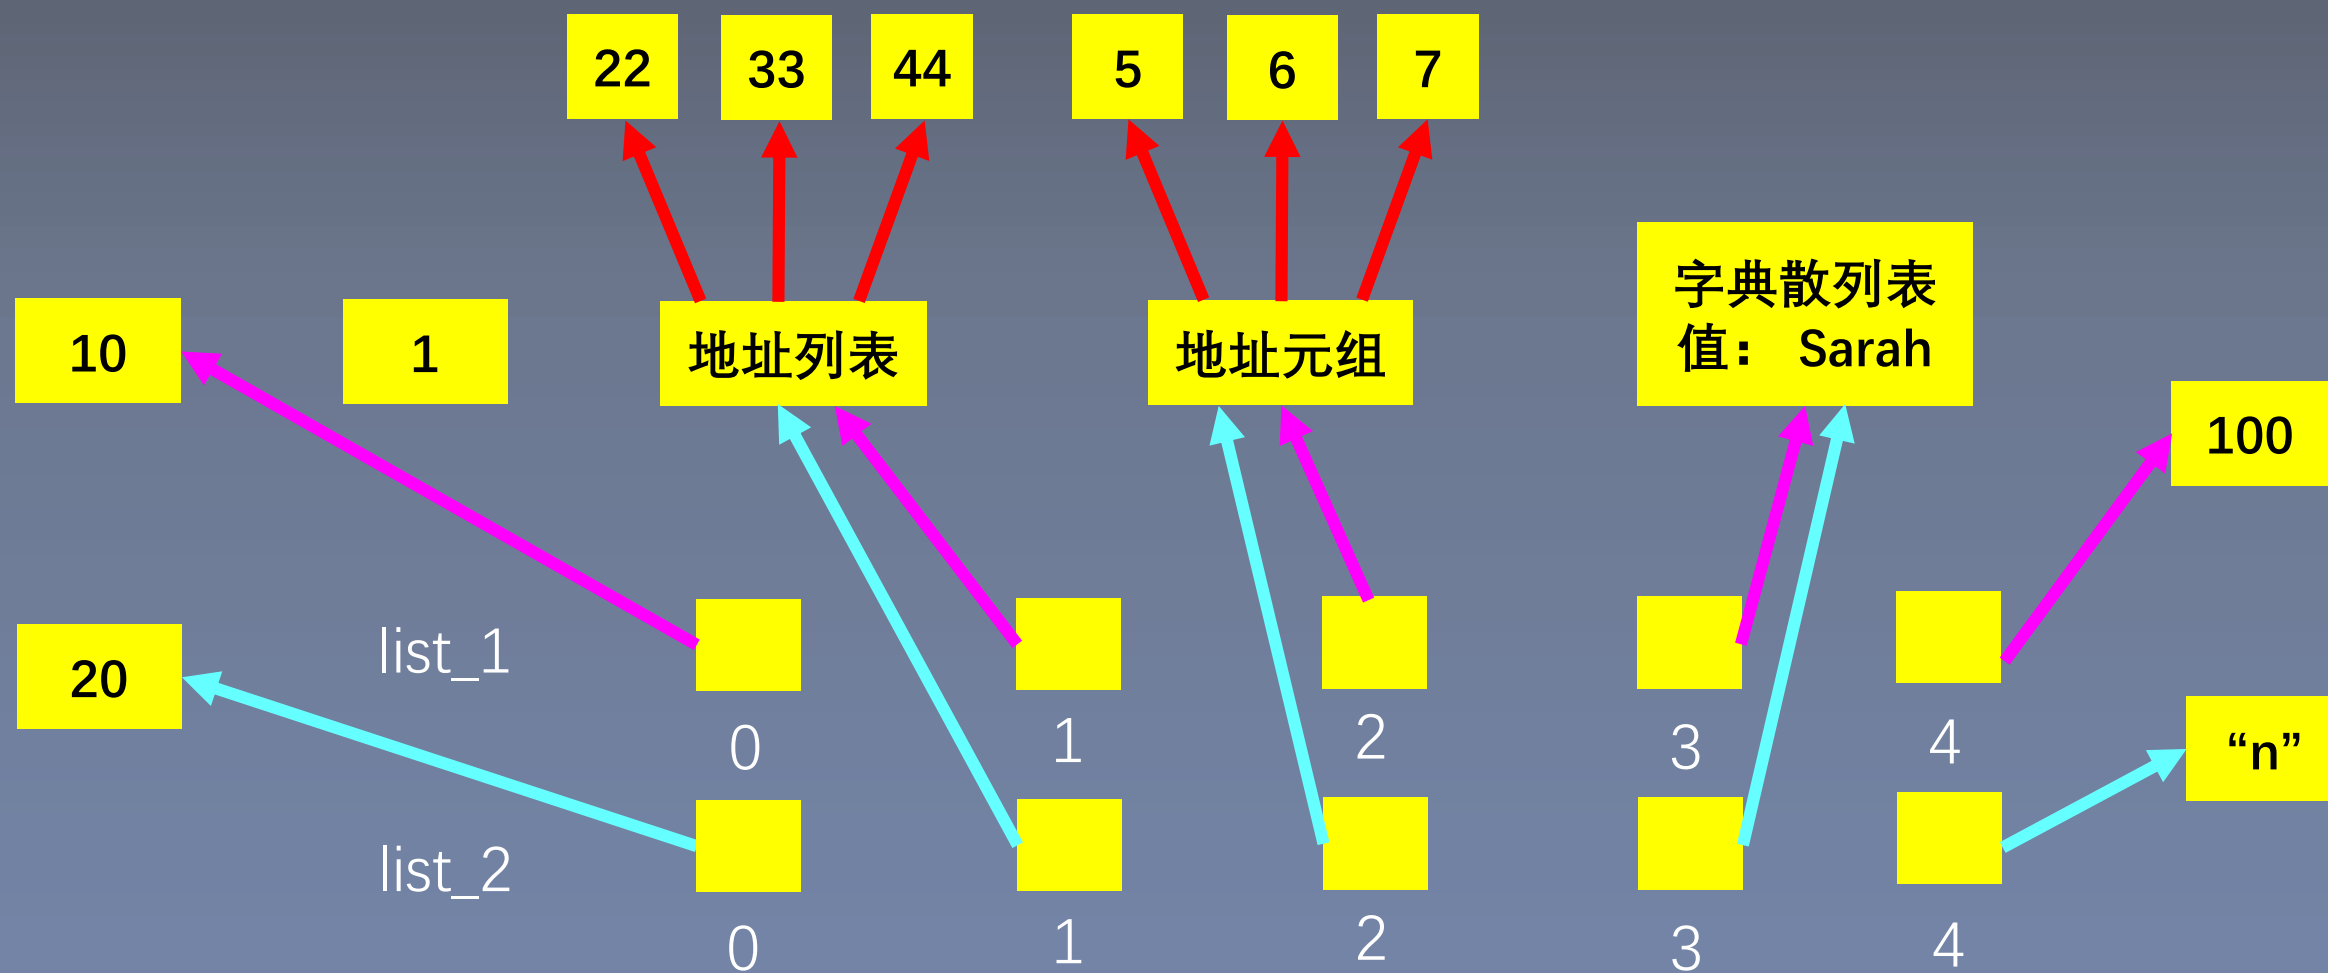 22 33 44 5 6 7
字典散列表
值： Sarah
10 1 地址列表 地址元组
100
list_1
20
0 1 2 3 4
“n”
list_2
0 1 2 3 4